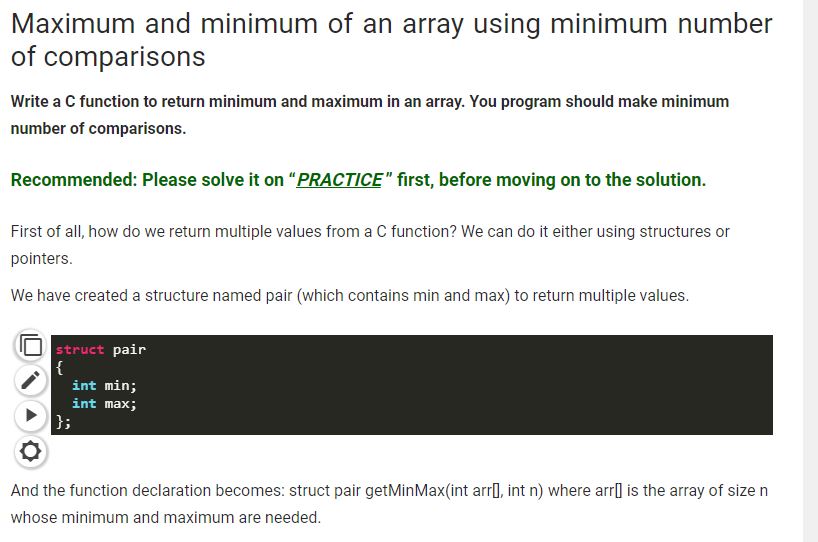 Maximum and minimum of an array using minimum number
of comparisons
Write a C function to return minimum and maximum in an array. You program should make minimum
number of comparisons.
Recommended: Please solve it on “PRACTICE” first, before moving on to the solution.
First of all, how do we return multiple values from a C function? We can do it either using structures or
pointers.
We have created a structure named pair (which contains min and max) to return multiple values.
struct pair
{
  int min;
  int max;
};
And the function declaration becomes: struct pair getMinMax(int arr[], int n) where arr[] is the array of size n
whose minimum and maximum are needed.